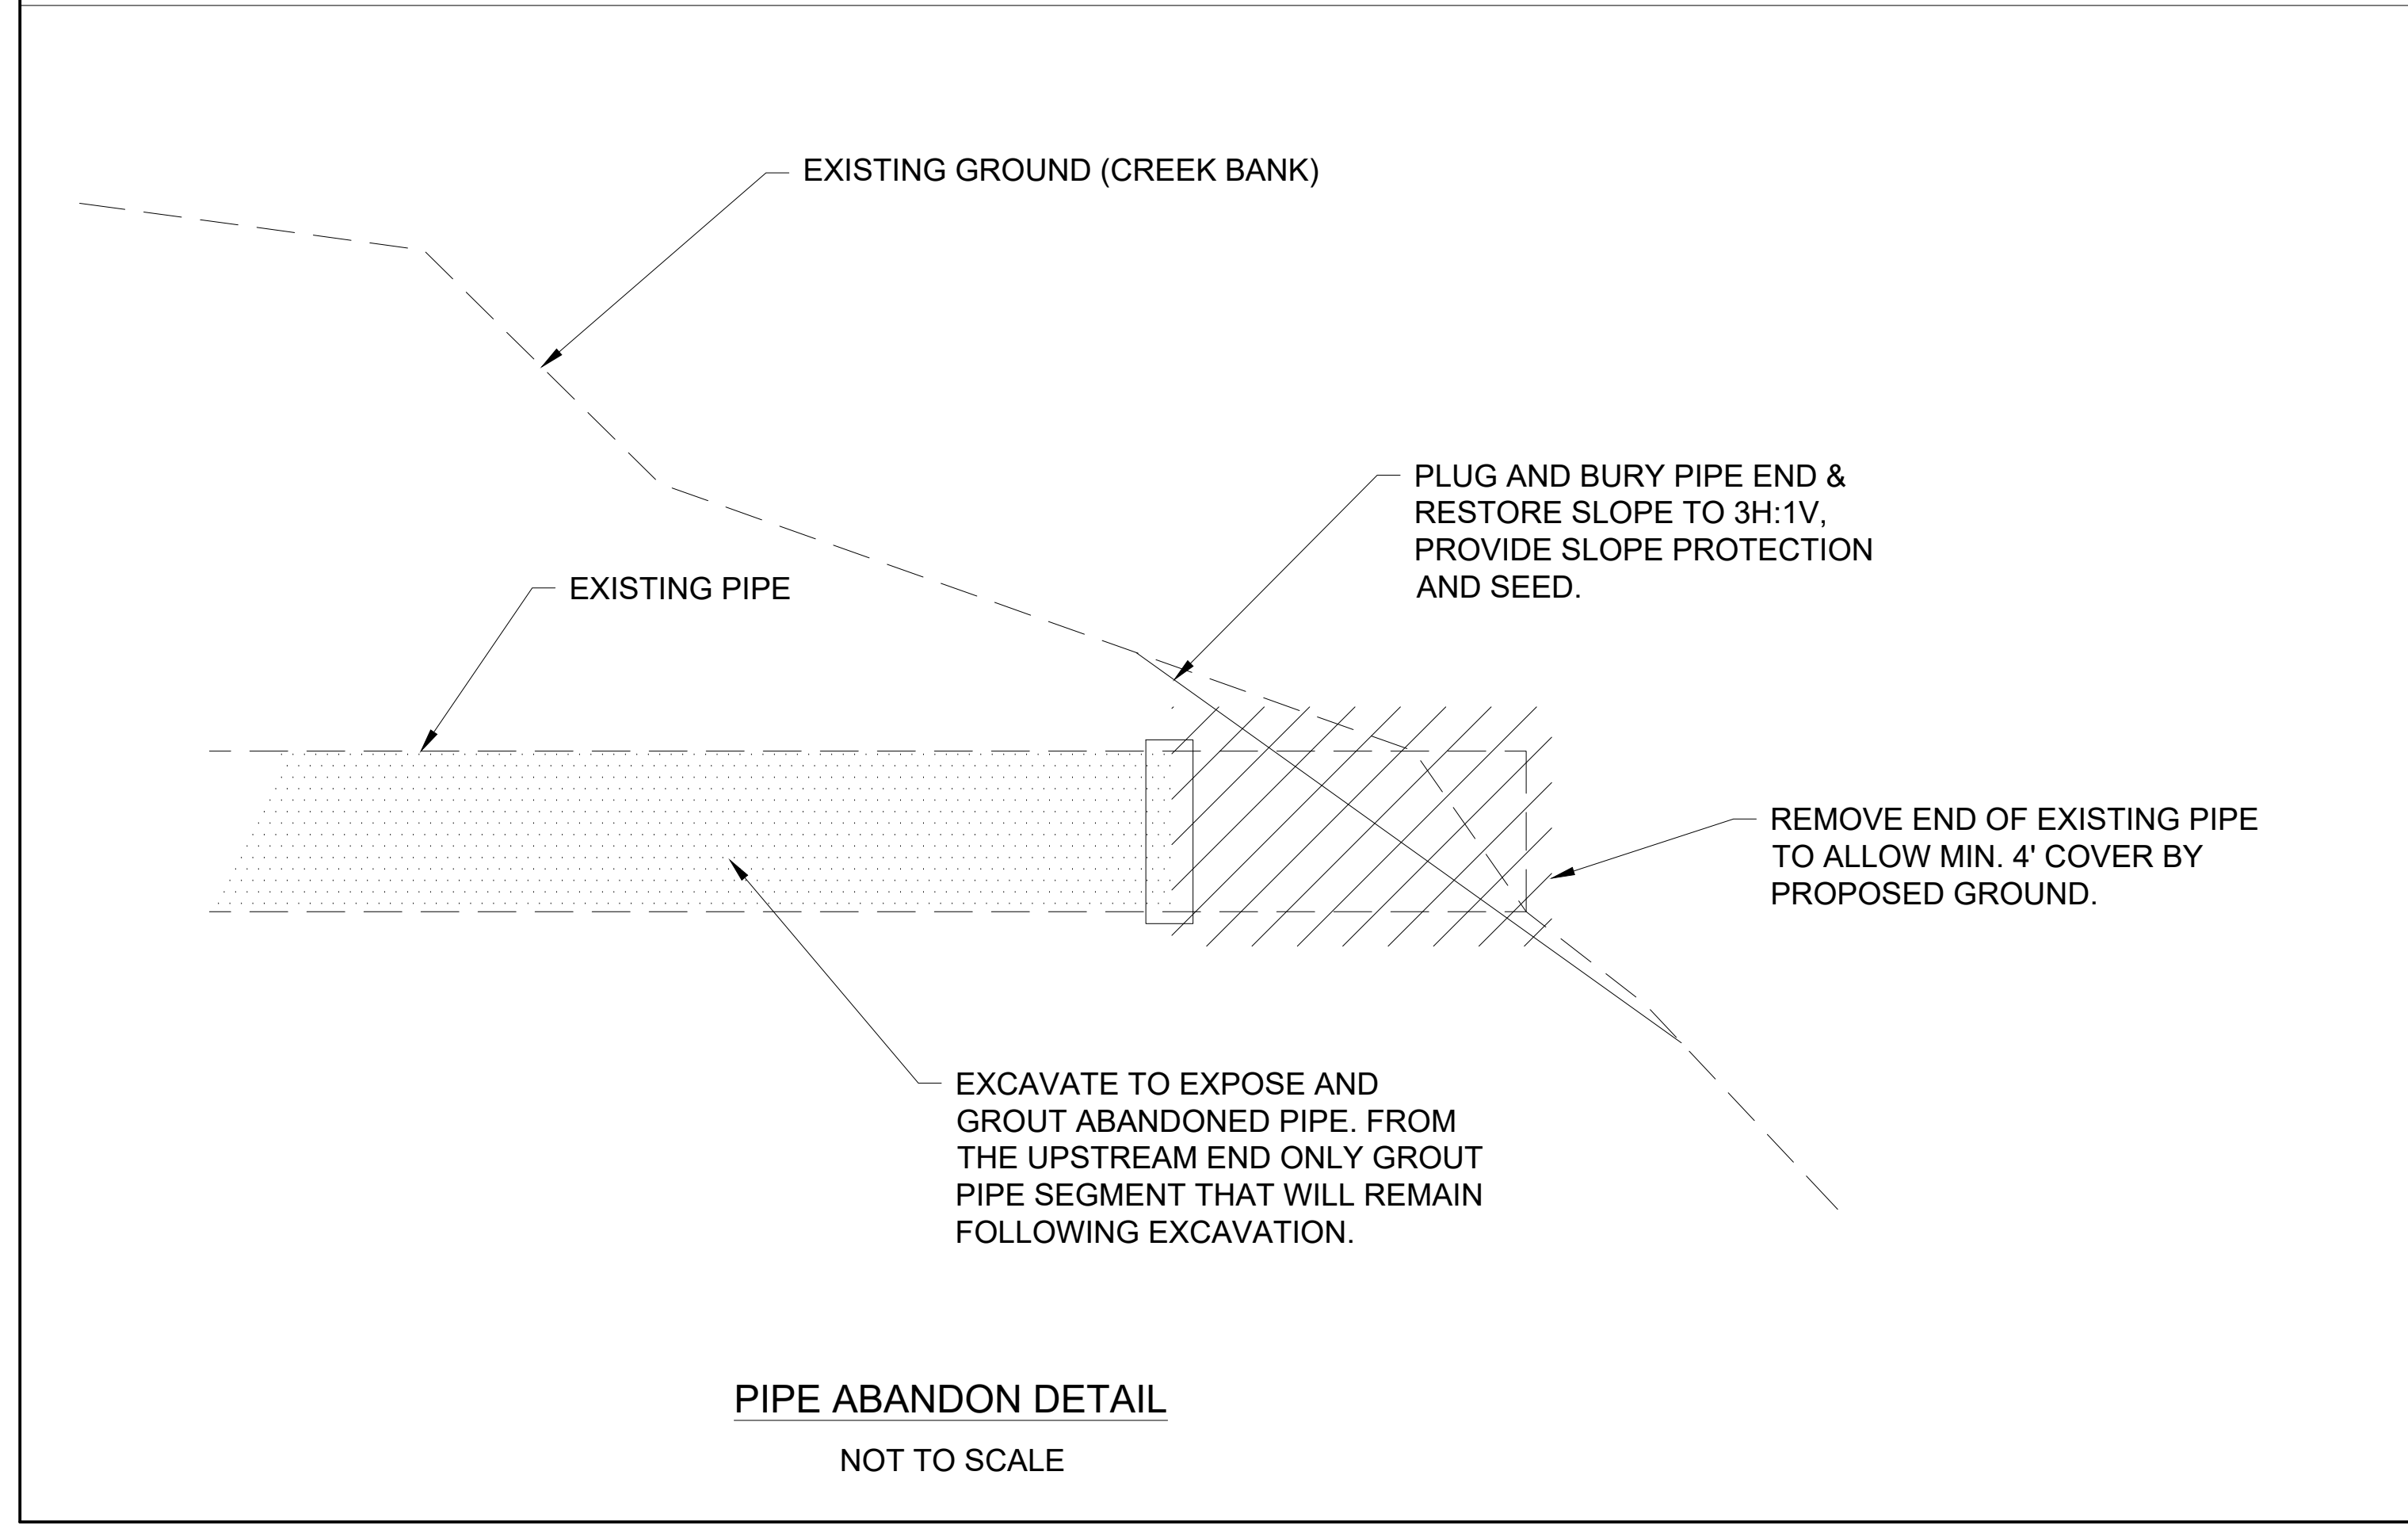 EXISTING GROUND (CREEK BANK)
PLUG AND BURY PIPE END &
RESTORE SLOPE TO 3H:1V,
PROVIDE SLOPE PROTECTION
AND SEED.
EXISTING PIPE
REMOVE END OF EXISTING PIPE
TO ALLOW MIN. 4' COVER BY
PROPOSED GROUND.
EXCAVATE TO EXPOSE AND
GROUT ABANDONED PIPE. FROM
THE UPSTREAM END ONLY GROUT
PIPE SEGMENT THAT WILL REMAIN
FOLLOWING EXCAVATION.
PIPE ABANDON DETAIL
NOT TO SCALE